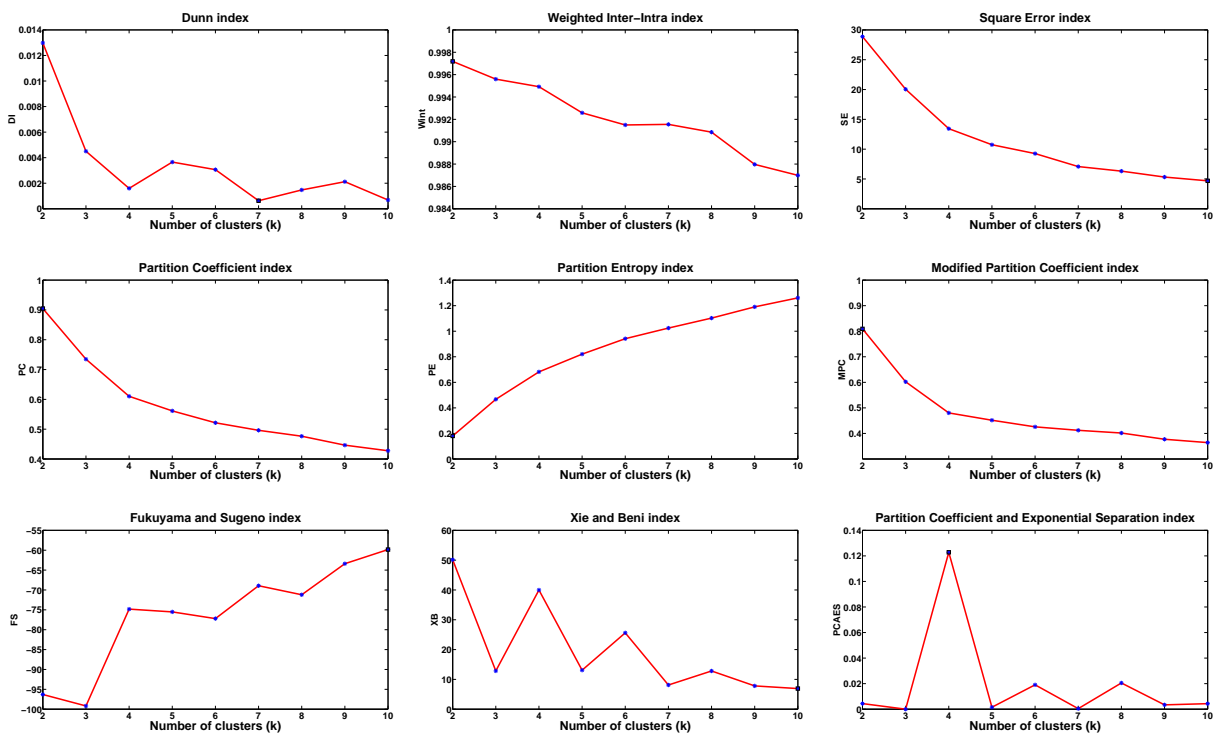 Dunn index
0.014
0.012
0.01
0.008
0.006
0.004
0.002
0
DI
2 3 4 5 6 7 8 9 10
Number of clusters (k)
Weighted Inter−Intra index
1
0.998
0.996
0.994
0.992
0.99
0.988
0.986
0.984
Wint
2 3 4 5 6 7 8 9 10
Number of clusters (k)
Square Error index
30
25
20
15
10
5
0
SE
2 3 4 5 6 7 8 9 10
Number of clusters (k)
Partition Coefficient index
1
0.9
0.8
0.7
0.6
0.5
0.4
PC
2 3 4 5 6 7 8 9 10
Number of clusters (k)
Partition Entropy index
1.4
1.2
1
0.8
0.6
0.4
0.2
0
PE
2 3 4 5 6 7 8 9 10
Number of clusters (k)
Modified Partition Coefficient index
1
0.9
0.8
0.7
0.6
0.5
0.4
MPC
2 3 4 5 6 7 8 9 10
Number of clusters (k)
Fukuyama and Sugeno index
−55
−60
−65
−70
−75
−80
−85
−90
−95
−100
FS
2 3 4 5 6 7 8 9 10
Number of clusters (k)
Xie and Beni index
60
50
40
30
20
10
0
XB
2 3 4 5 6 7 8 9 10
Number of clusters (k)
Partition Coefficient and Exponential Separation index
0.14
0.12
0.1
0.08
0.06
0.04
0.02
0
PCAES
2 3 4 5 6 7 8 9 10
Number of clusters (k)